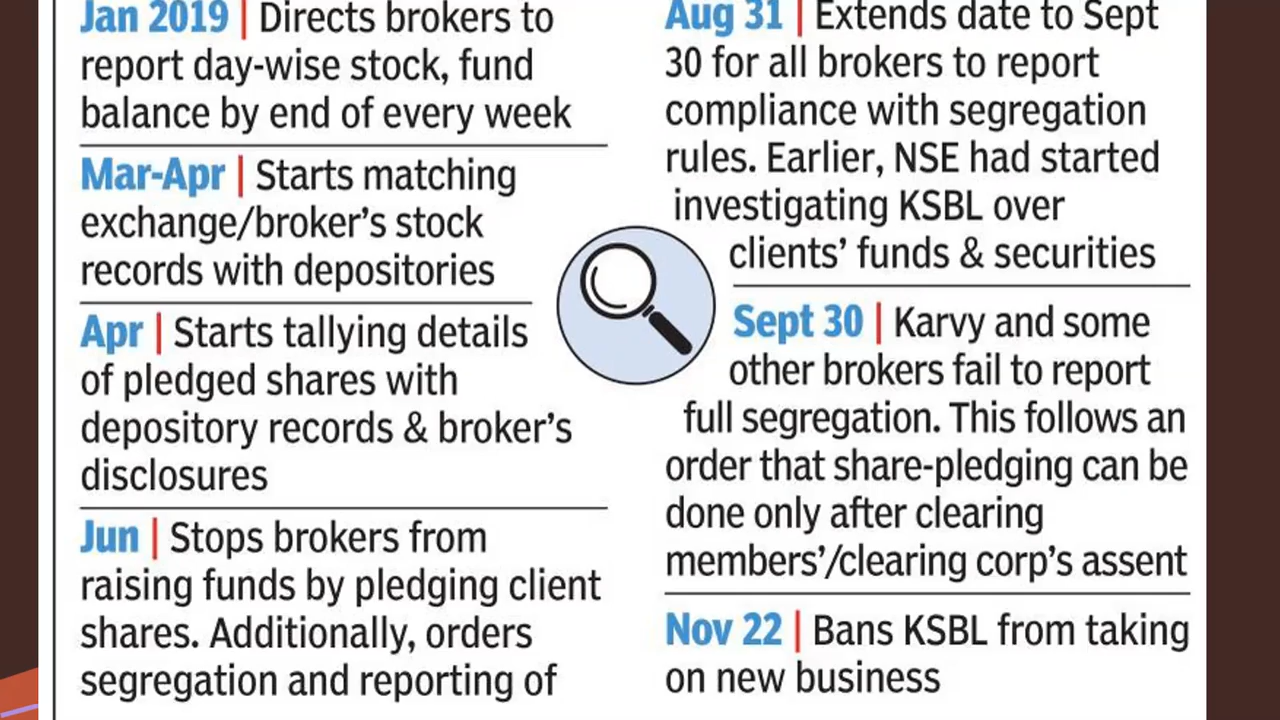 Jan 2019 | Directs brokers to
report day-wise stock, fund
balance by end of every week
Mar-Apr | Starts matching
exchange/broker’s stock
records with depositories
Apr | Starts tallying details
of pledged shares with
depository records & broker’s
disclosures
Jun | Stops brokers from
raising funds by pledging client
shares. Additionally, orders
segregation and reporting of
Aug 31 | Extends date to Sept
30 for all brokers to report
compliance with segregation
rules. Earlier, NSE had started
investigating KSBL over
clients’ funds & securities
Sept 30 | Karvy and some
other brokers fail to report
full segregation. This follows an
order that share-pledging can be
done only after clearing
members’/clearing corp’s assent
Nov 22 | Bans KSBL from taking
on new business